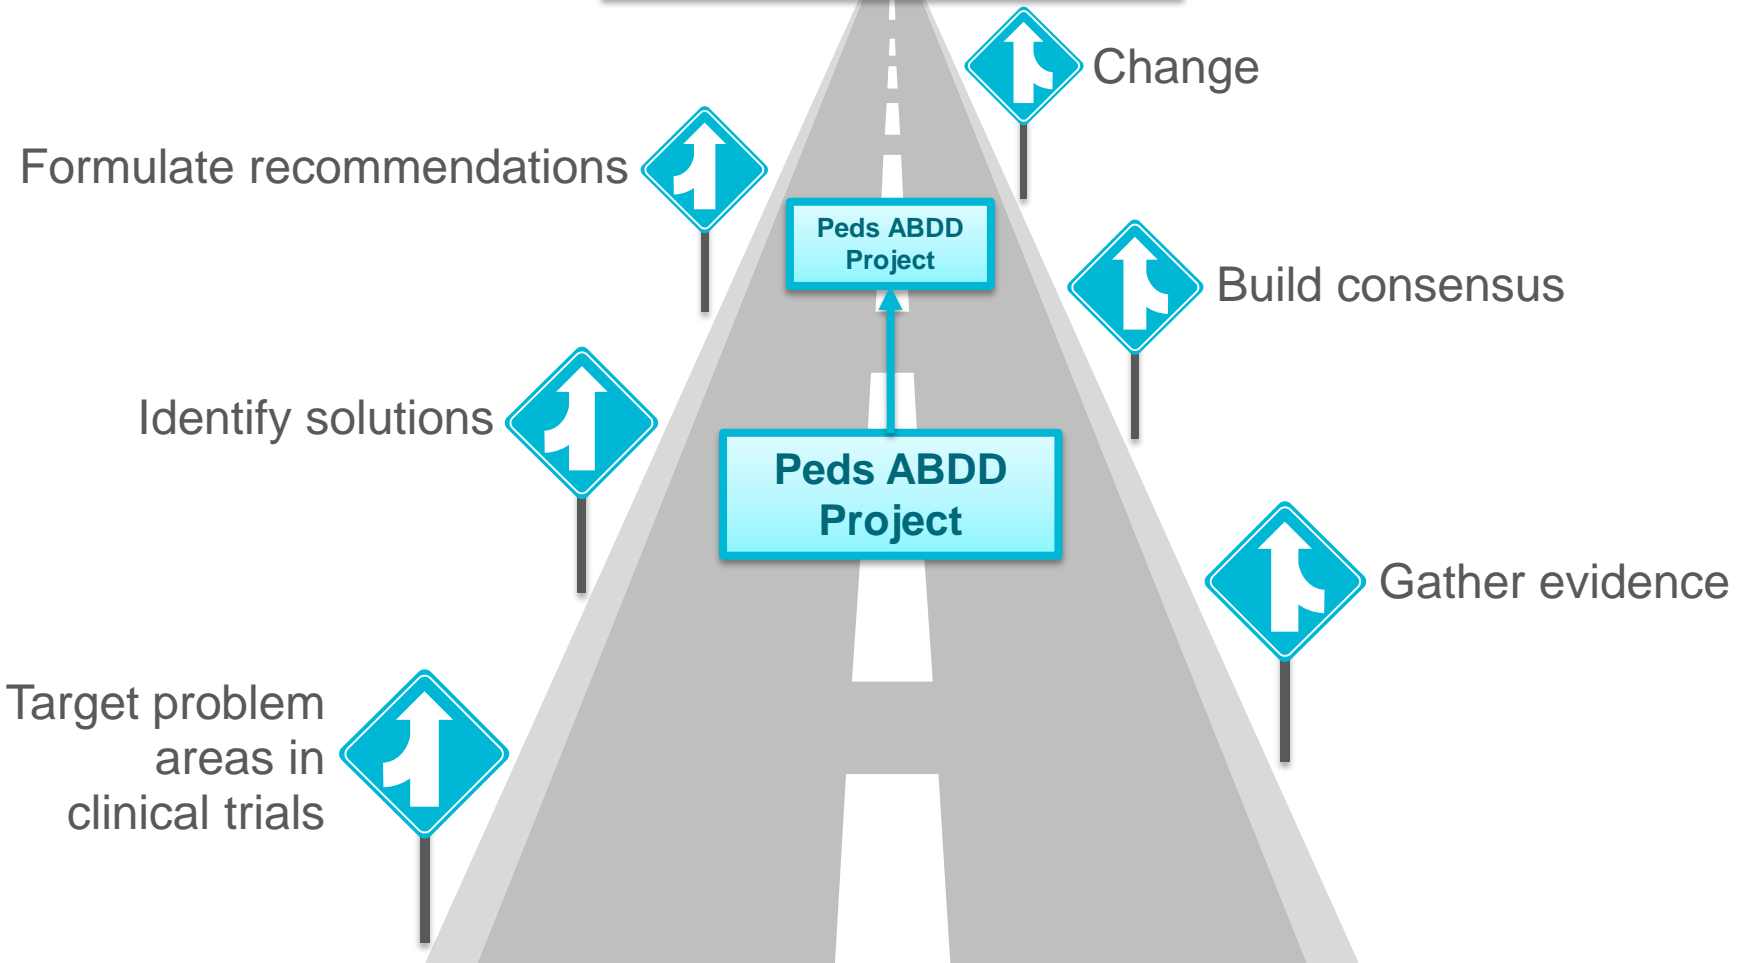 Change
Formulate recommendations
Peds ABDD
Project
Build consensus
Identify solutions
Peds ABDD
Project
Gather evidence
Target problem
areas in
clinical trials